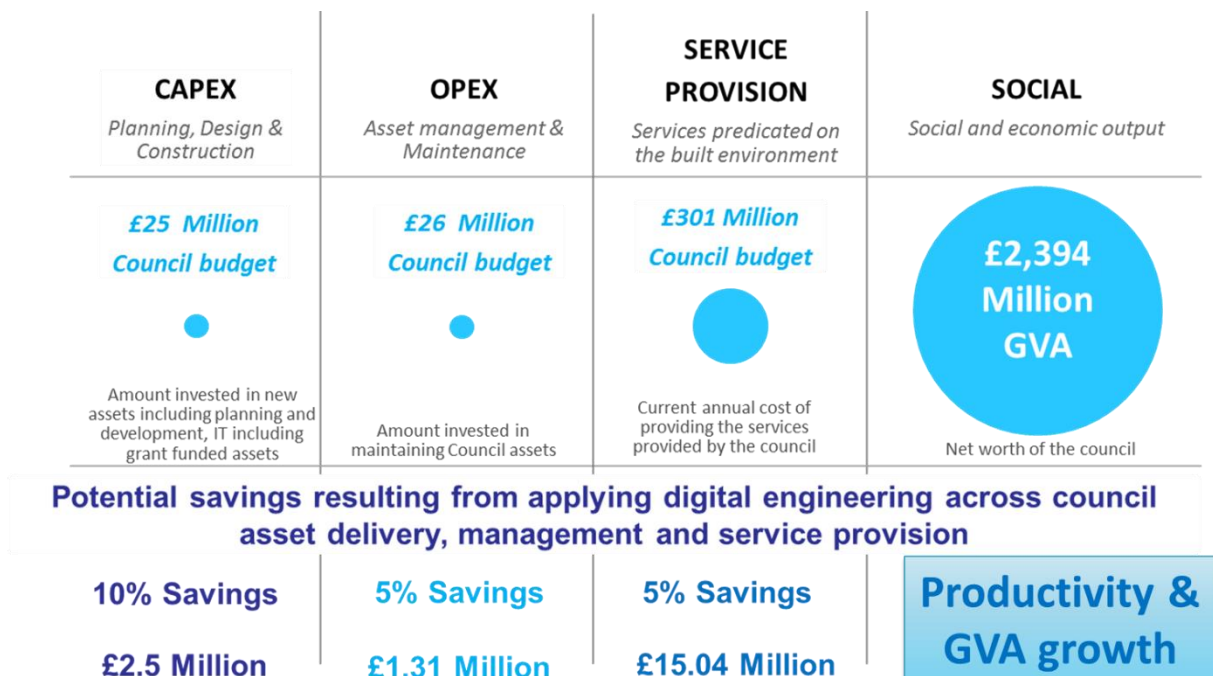 CAPEX
Planning, Design &
Construction
OPEX
Asset management &
Maintenance
SERVICE
PROVISION
Services predicated on
the built environment
SOCIAL
Social and economic output
£25 Million
Council budget
£26 Million
Council budget
£301 Million
Council budget
£2,394
Million
GVA
Amount invested in new
assets including planning and
development, IT including
grant funded assets
Amount invested in
maintaining Council assets
Current annual cost of
providing the services
provided by the council
Net worth of the council
Potential savings resulting from applying digital engineering across council
asset delivery, management and service provision
10% Savings
5% Savings
5% Savings
Productivity &
GVA growth
£2.5 Million
£1.31 Million
£15.04 Million